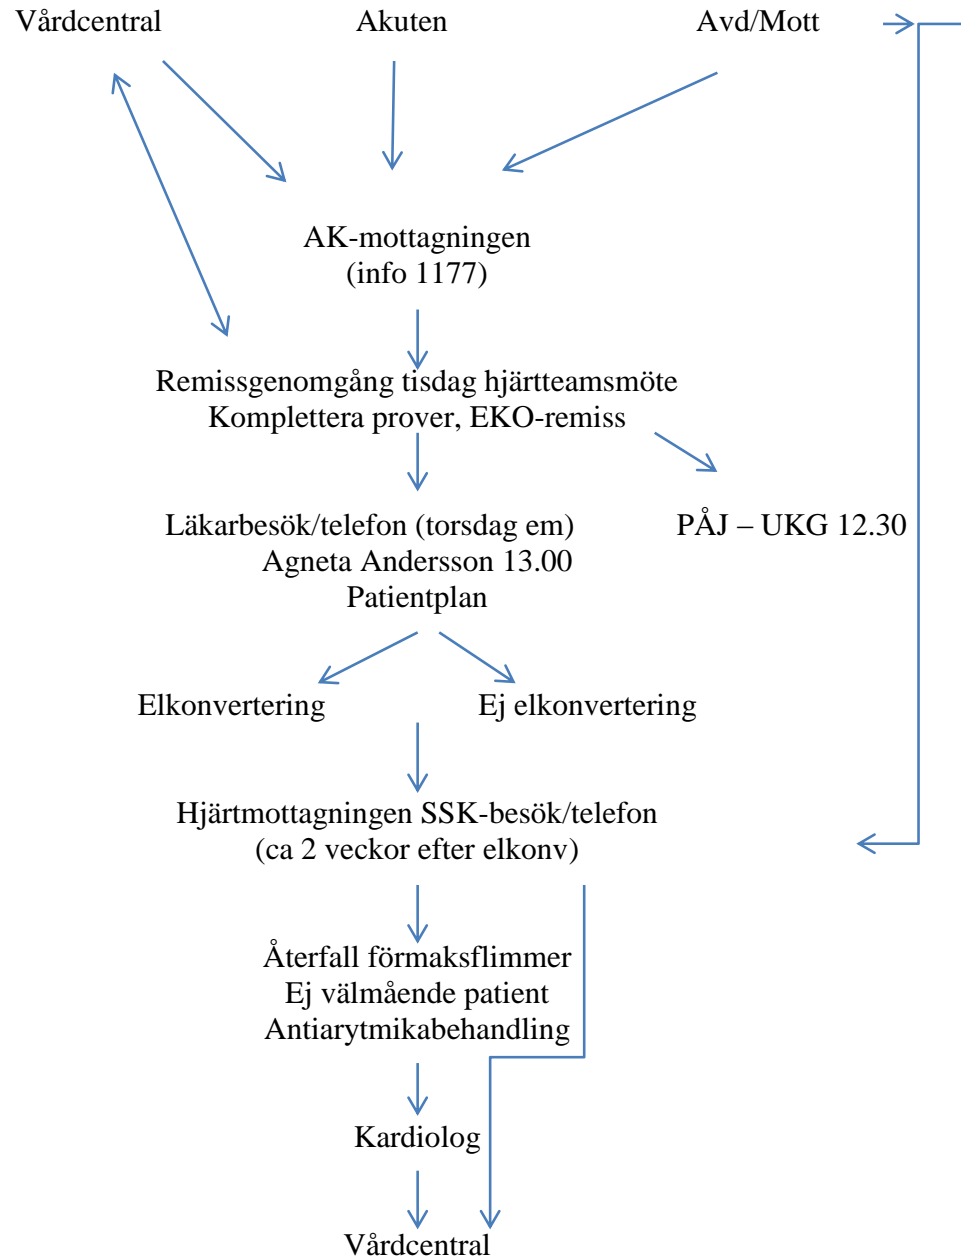 Vårdcentral
Akuten
Avd/Mott
AK-mottagningen
(info 1177)
Remissgenomgång tisdag hjärtteamsmöte
Komplettera prover, EKO-remiss
Läkarbesök/telefon (torsdag em)
Agneta Andersson 13.00
Patientplan
PÅJ – UKG 12.30
Elkonvertering
Ej elkonvertering
Hjärtmottagningen SSK-besök/telefon
(ca 2 veckor efter elkonv)
Återfall förmaksflimmer
Ej välmående patient
Antiarytmikabehandling
Kardiolog
Vårdcentral